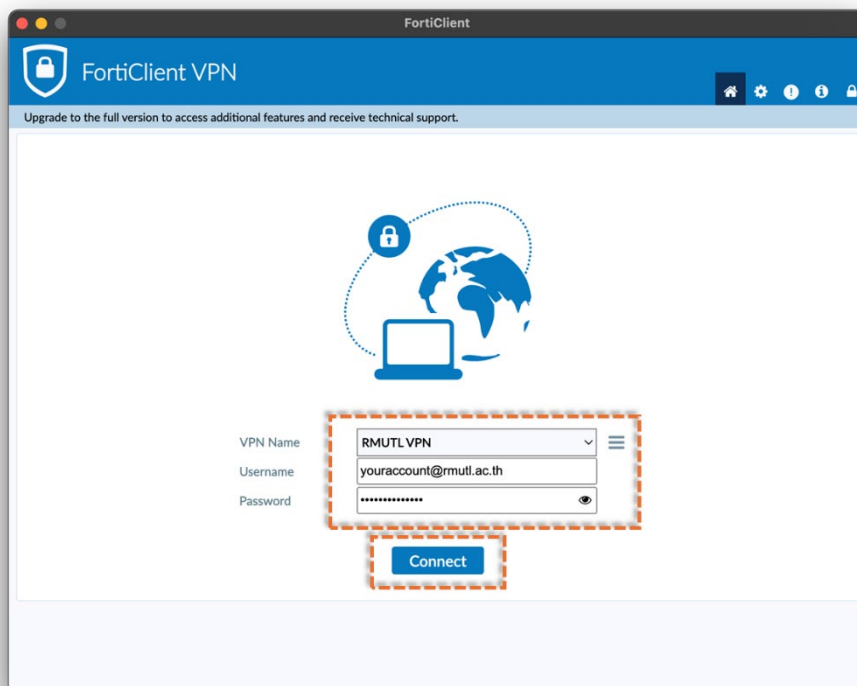 FortiClient
FortiClient VPN
Upgrade to the full version to access additional features and receive technical support.
VPN Name
RMUTL VPN
Username
youraccount@rmutl.ac.th
Password
••••••••••••••
Connect